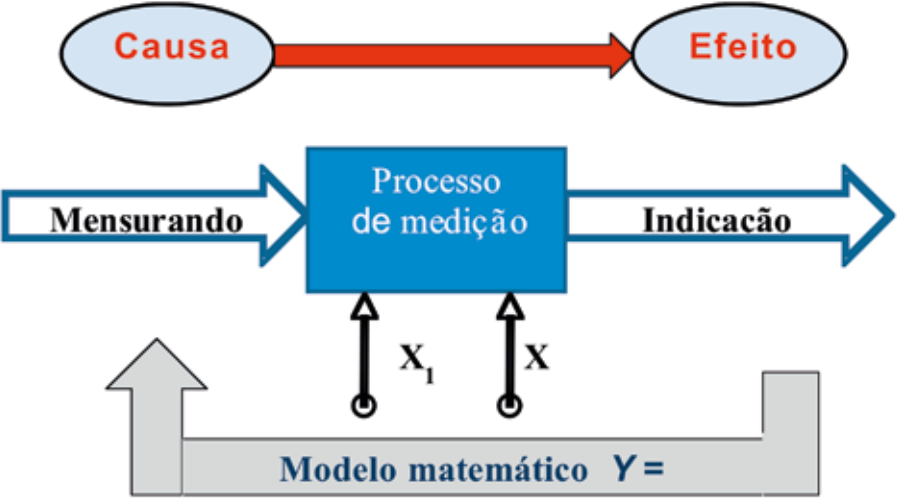 Causa
Efeito
Mensurando
Processo
de medição
Indicacão
X₁
X
Modelo matemático Y =